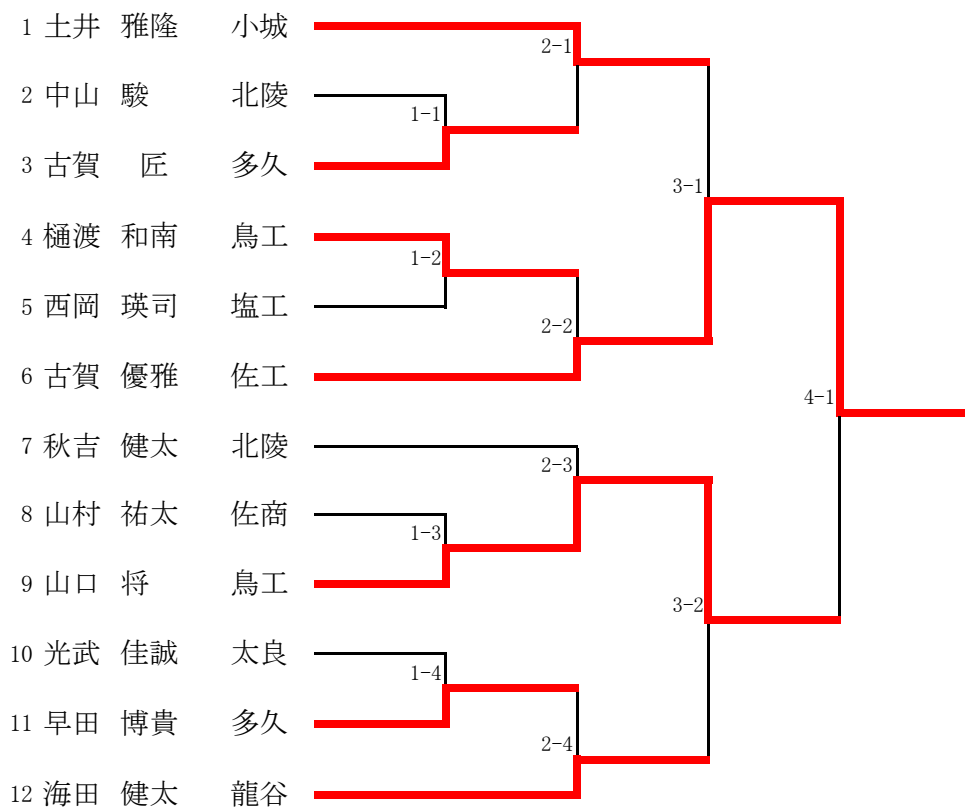 1 土井 雅隆 小城
2-1
2 中山 駿 北陵
1-1
3 古賀 匠 多久
3-1
4 樋渡 和南 鳥工
1-2
5 西岡 瑛司 塩工
2-2
6 古賀 優雅 佐工
4-1
7 秋吉 健太 北陵
2-3
8 山村 祐太 佐商
1-3
9 山口 将 鳥工
3-2
10 光武 佳誠 太良
1-4
11 早田 博貴 多久
2-4
12 海田 健太 龍谷